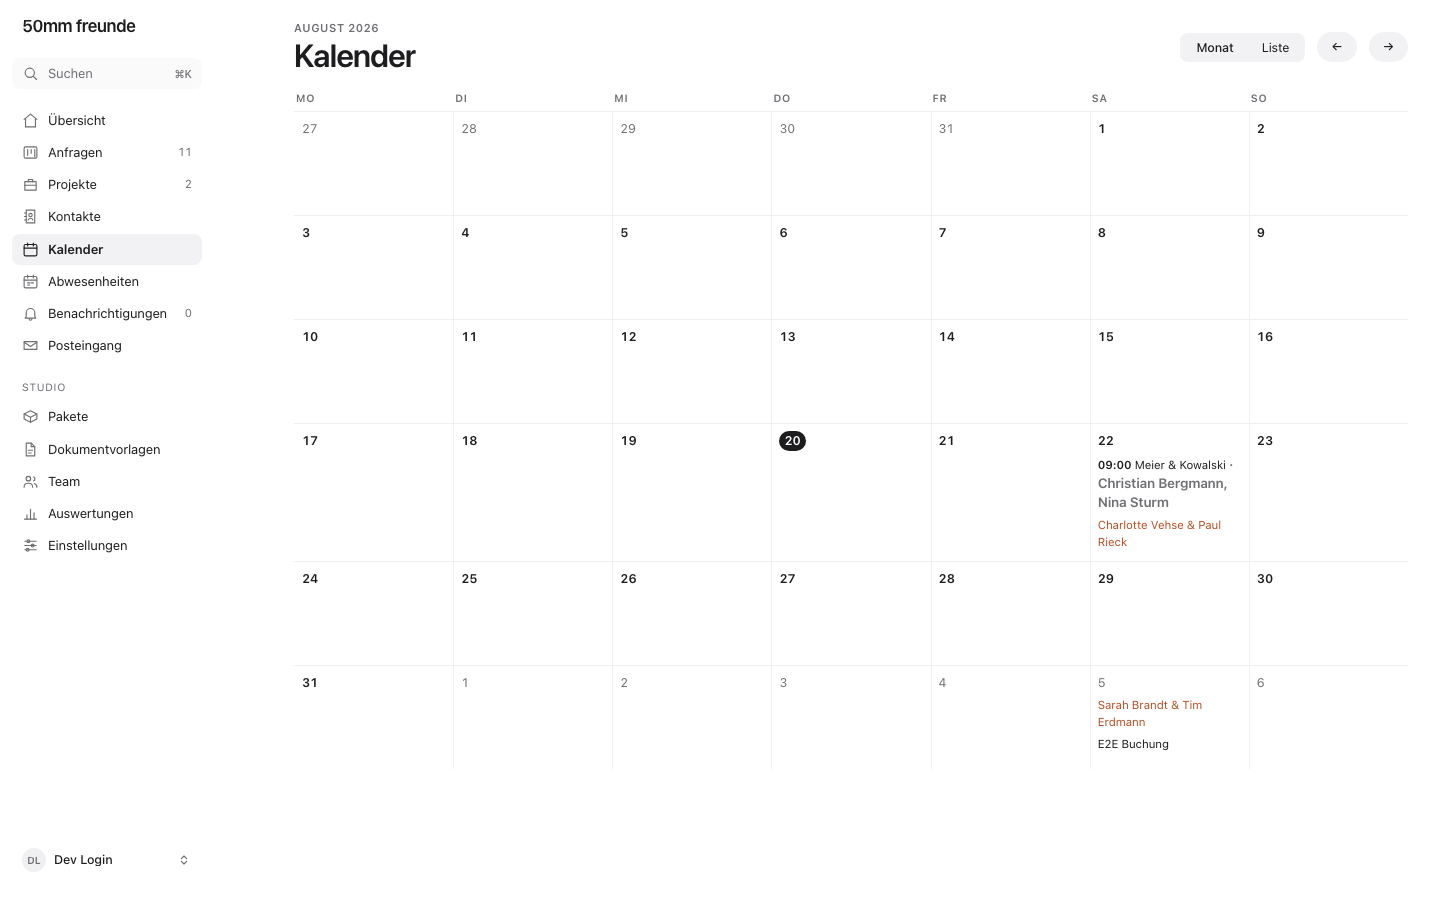 50mm freunde
Suchen ⌘K
Übersicht
Anfragen 11
Projekte 2
Kontakte
Kalender
Abwesenheiten
Benachrichtigungen 0
Posteingang
STUDIO
Pakete
Dokumentvorlagen
Team
Auswertungen
Einstellungen
DL Dev Login
AUGUST 2026
Kalender
Monat Liste ← →
MO DI MI DO FR SA SO
27 28 29 30 31 1 2
3 4 5 6 7 8 9
10 11 12 13 14 15 16
17 18 19 20 21 22 23
09:00 Meier & Kowalski ·
Christian Bergmann,
Nina Sturm
Charlotte Vehse & Paul
Rieck
24 25 26 27 28 29 30
31 1 2 3 4 5 6
Sarah Brandt & Tim
Erdmann
E2E Buchung